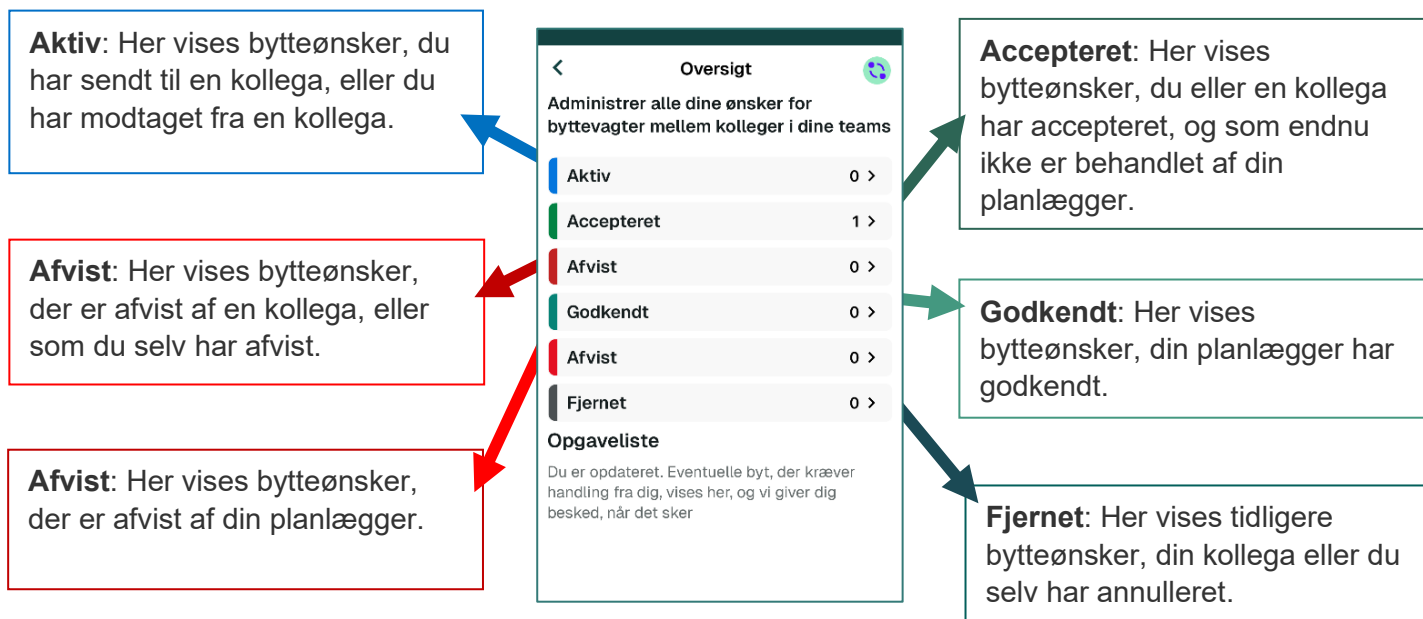 Aktiv: Her vises bytteønsker, du
har sendt til en kollega, eller du
har modtaget fra en kollega.
Afvist: Her vises bytteønsker,
der er afvist af en kollega, eller
som du selv har afvist.
Afvist: Her vises bytteønsker,
der er afvist af din planlægger.
Oversigt
Administrer alle dine ønsker for
byttevagter mellem kolleger i dine teams
Aktiv 0
Accepteret 1
Afvist 0
Godkendt 0
Afvist 0
Fjernet 0
Opgaveliste
Du er opdateret. Eventuelle byt, der kræver
handling fra dig, vises her, og vi giver dig
besked, når det sker
Accepteret: Her vises
bytteønsker, du eller en kollega
har accepteret, og som endnu
ikke er behandlet af din
planlægger.
Godkendt: Her vises
bytteønsker, din planlægger har
godkendt.
Fjernet: Her vises tidligere
bytteønsker, din kollega eller du
selv har annulleret.